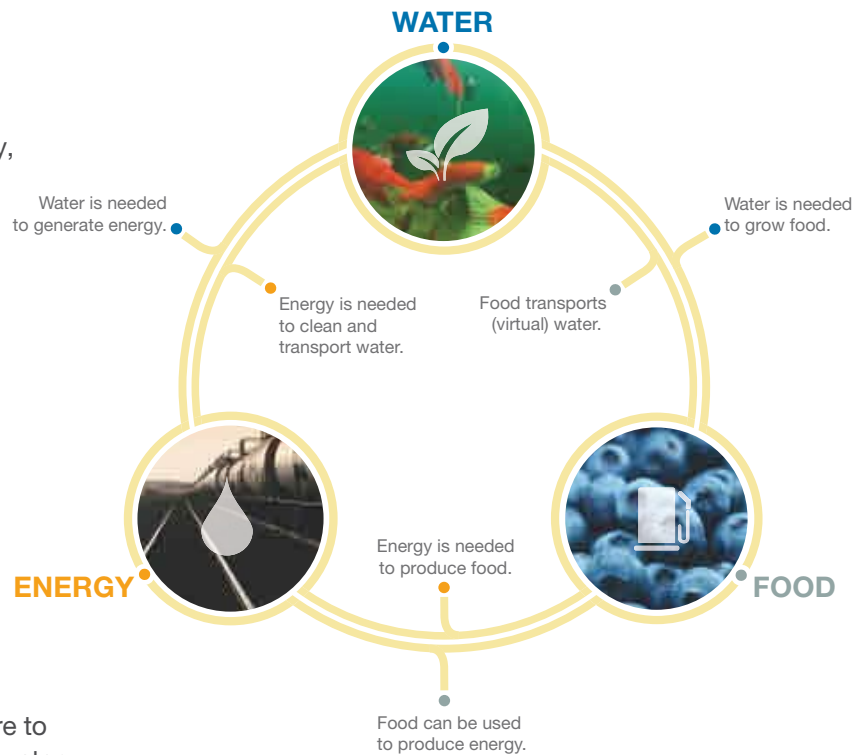 WATER
y,
Water is needed
to generate energy.
Water is needed
to grow food.
Energy is needed
to clean and
transport water.
Food transports
(virtual) water.
Energy is needed
to produce food.
ENERGY
FOOD
re to
Food can be used
to produce energy.